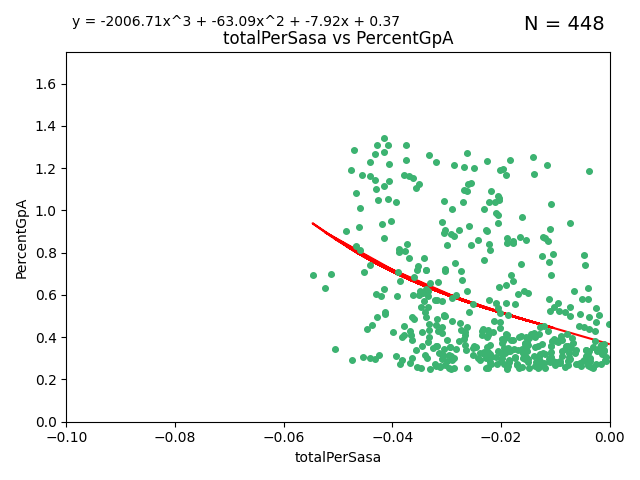 y = -2006.71x^3 + -63.09x^2 + -7.92x + 0.37
N = 448
totalPerSasa vs PercentGpA
1.6
1.4
1.2
1.0
0.8
0.6
0.4
0.2
0.0
PercentGpA
−0.10 −0.08 −0.06 −0.04 −0.02 0.00
totalPerSasa